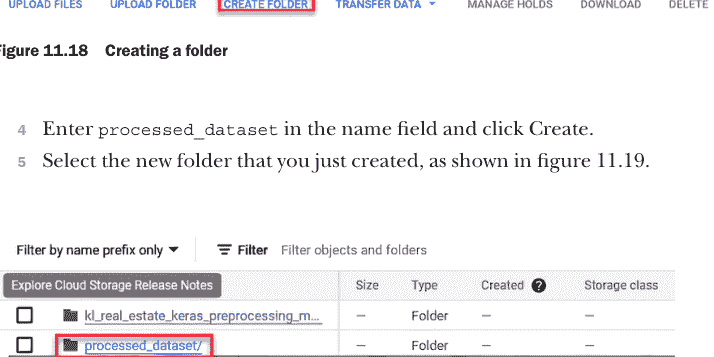 UPLOAD FILES UPLOAD FOLDER CREATE FOLDER TRANSFER DATA MANAGE HOLDS DOWNLOAD DELETE
Figure 11.18 Creating a folder
4 Enter processed_dataset in the name field and click Create.
5 Select the new folder that you just created, as shown in figure 11.19.
Filter by name prefix only Filter Filter objects and folders
Explore Cloud Storage Release Notes Size Type Created ? Storage class
kl_real_estate_keras_preprocessing_m... — Folder — —
processed_dataset/ — Folder — —